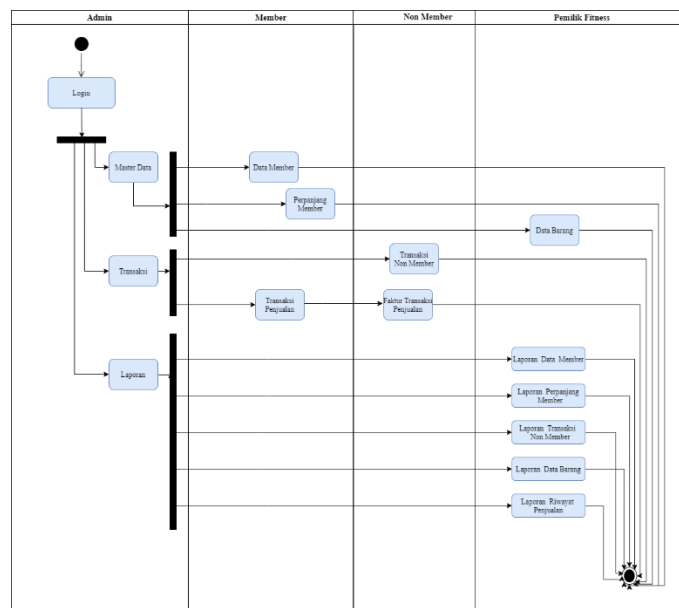 Admin
Member
Non Member
Pemilik Fitness
Login
Master Data
Data Member
Perpanjang
Member
Data Barang
Transaksi
Transaksi
Non Member
Transaksi
Penjualan
Faktur Transaksi
Penjualan
Laporan
Laporan Data Member
Laporan Perpanjang
Member
Laporan Transaksi
Non Member
Laporan Data Barang
Laporan Riwayat
Penjualan